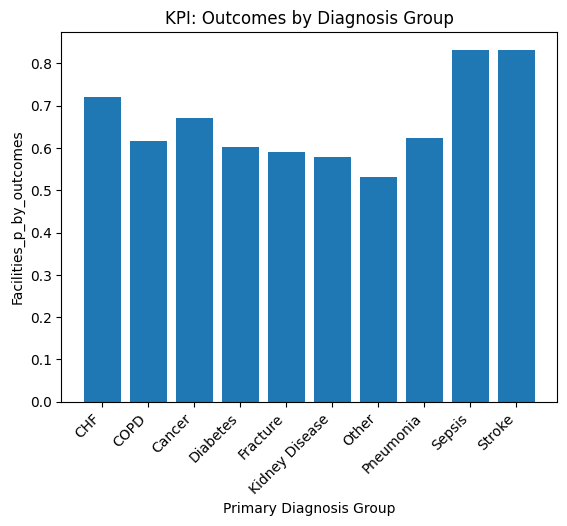 KPI: Outcomes by Diagnosis Group
Facilities_p_by_outcomes
0.8
0.7
0.6
0.5
0.4
0.3
0.2
0.1
0.0
CHF
COPD
Cancer
Diabetes
Fracture
Kidney Disease
Other
Pneumonia
Sepsis
Stroke
Primary Diagnosis Group